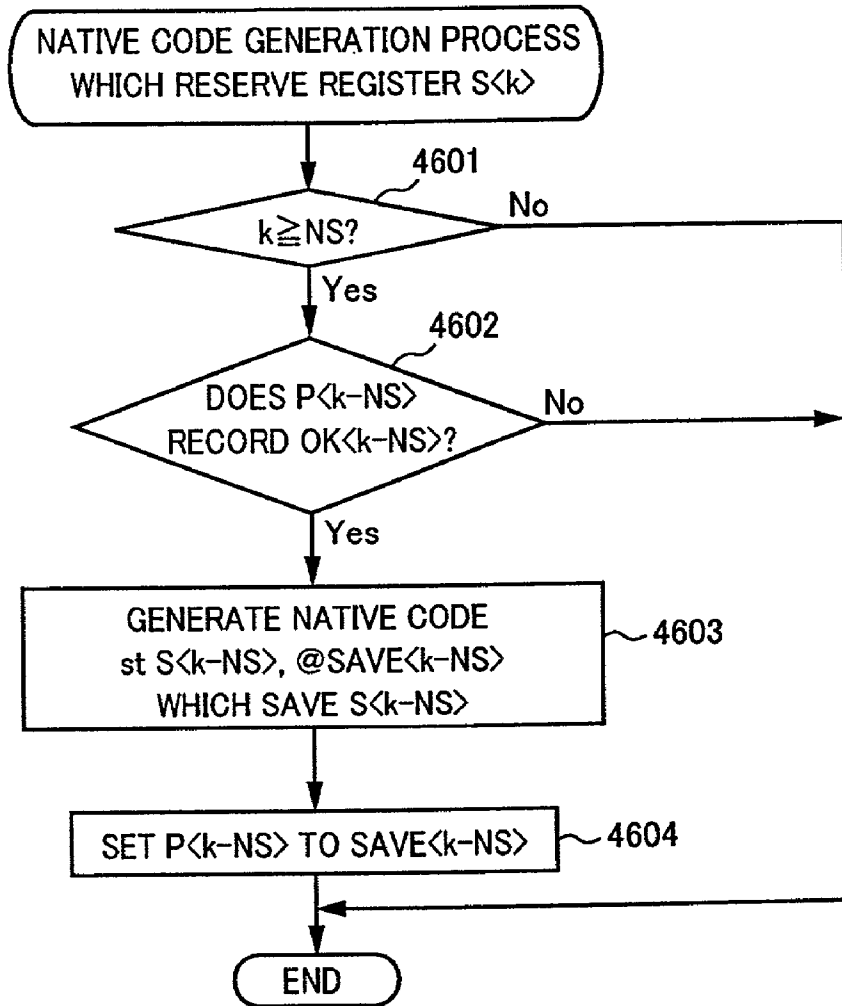 NATIVE CODE GENERATION PROCESS
WHICH RESERVE REGISTER S<k>
4601
k≧NS?
No
Yes
4602
DOES P<k-NS>
RECORD OK<k-NS>?
No
Yes
GENERATE NATIVE CODE
st S<k-NS>, @SAVE<k-NS>
WHICH SAVE S<k-NS>
4603
SET P<k-NS> TO SAVE<k-NS>
4604
END